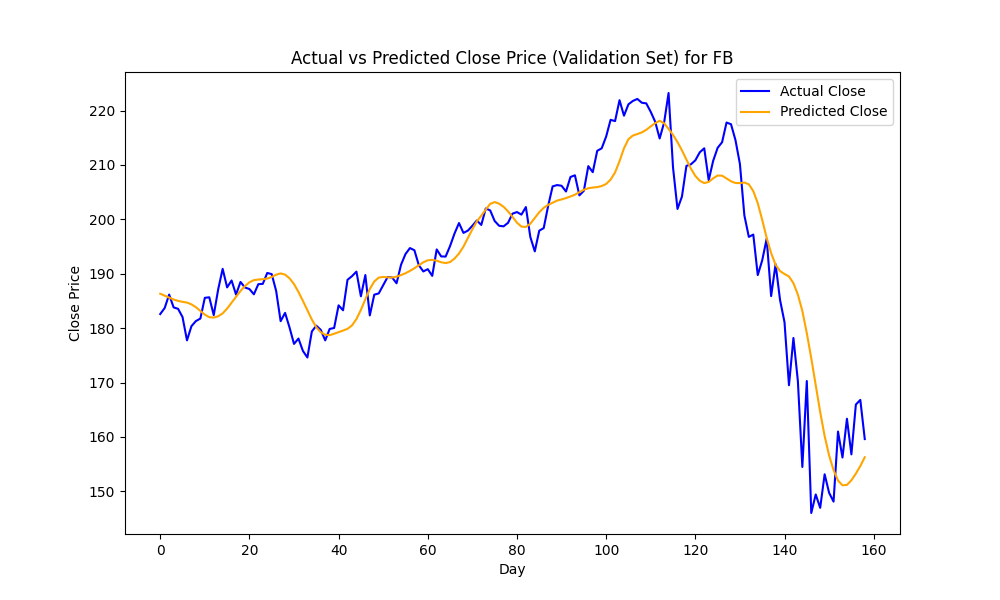 Actual vs Predicted Close Price (Validation Set) for FB
Actual Close
Predicted Close
Close Price
220
210
200
190
180
170
160
150
0 20 40 60 80 100 120 140 160
Day